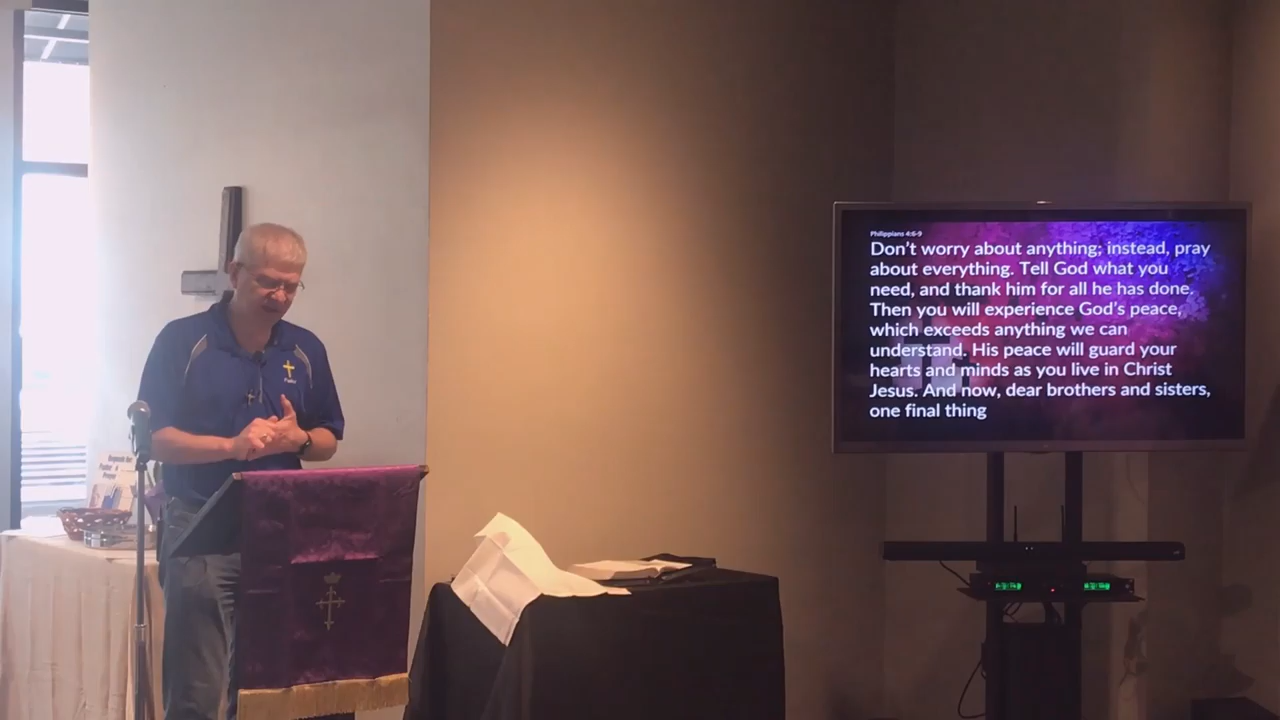 Philippians 4:6-9
Don't worry about anything; instead, pray
about everything. Tell God what you
need, and thank him for all he has done.
Then you will experience God's peace,
which exceeds anything we can
understand. His peace will guard your
hearts and minds as you live in Christ
Jesus. And now, dear brothers and sisters,
one final thing
Pastor